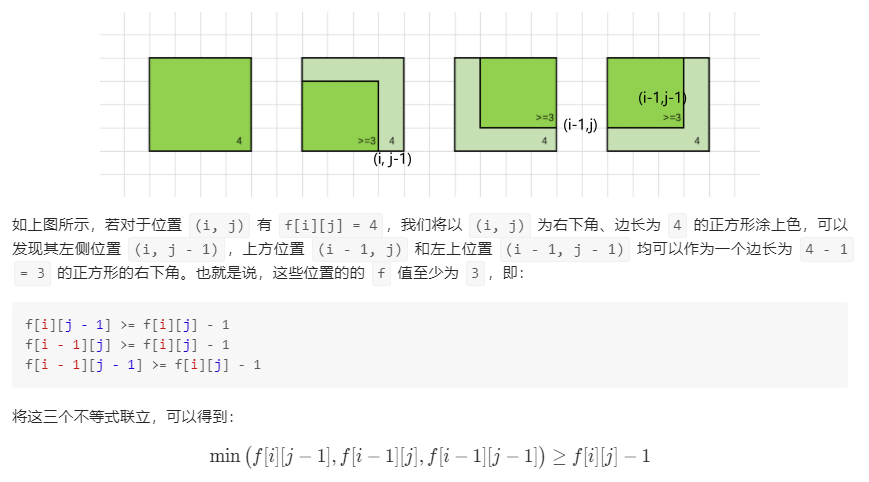 4
>=3 4
(i, j-1)
>=3
4
(i-1,j)
(i-1,j-1)
>=3
4
如上图所示，若对于位置 (i, j) 有 f[i][j] = 4，我们将以 (i, j) 为右下角、边长为 4 的正方形涂上色，可以
发现其左侧位置 (i, j - 1)，上方位置 (i - 1, j) 和左上位置 (i - 1, j - 1) 均可以作为一个边长为 4 - 1
= 3 的正方形的右下角。也就是说，这些位置的的 f 值至少为 3，即：
f[i][j - 1] >= f[i][j] - 1
f[i - 1][j] >= f[i][j] - 1
f[i - 1][j - 1] >= f[i][j] - 1
将这三个不等式联立，可以得到：
min (f[i][j−1], f[i−1][j], f[i−1][j−1]) ≥ f[i][j] − 1